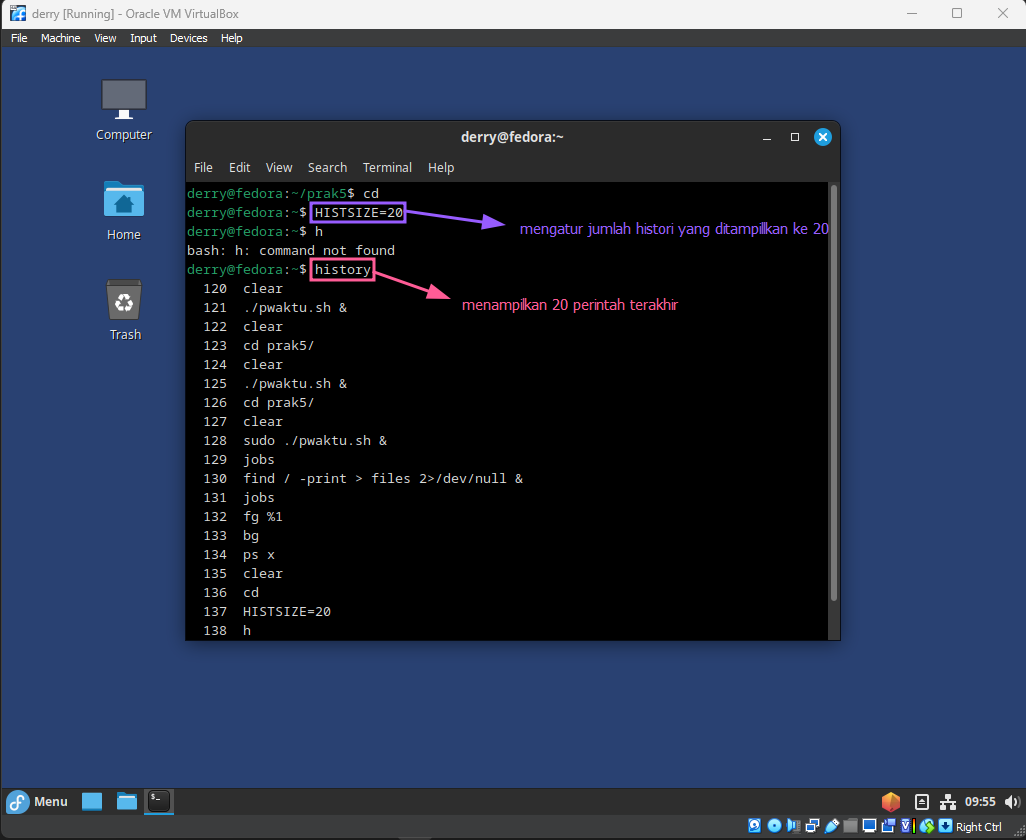 derry [Running] - Oracle VM VirtualBox
File Machine View Input Devices Help
Computer
Home
Trash
derry@fedora:~
File Edit View Search Terminal Help
derry@fedora:~/prak5$ cd
derry@fedora:~$ HISTSIZE=20
mengatur jumlah histori yang ditampillkan ke 20
derry@fedora:~$ h
bash: h: command not found
derry@fedora:~$ history
menampilkan 20 perintah terakhir
120 clear
121 ./pwaktu.sh &
122 clear
123 cd prak5/
124 clear
125 ./pwaktu.sh &
126 cd prak5/
127 clear
128 sudo ./pwaktu.sh &
129 jobs
130 find / -print > files 2>/dev/null &
131 jobs
132 fg %1
133 bg
134 ps x
135 clear
136 cd
137 HISTSIZE=20
138 h
Menu
09:55
Right Ctrl